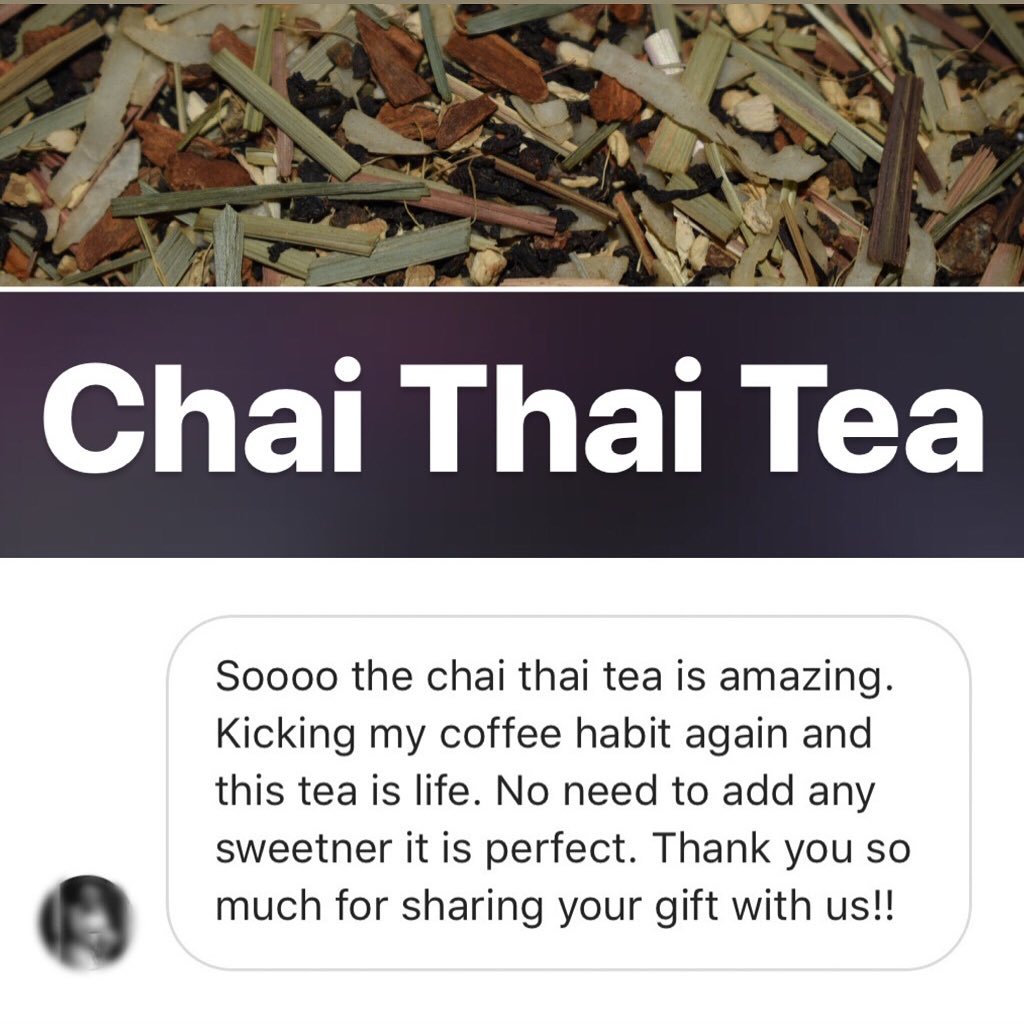 Chai Thai Tea
Soooo the chai thai tea is amazing.
Kicking my coffee habit again and
this tea is life. No need to add any
sweetner it is perfect. Thank you so
much for sharing your gift with us!!